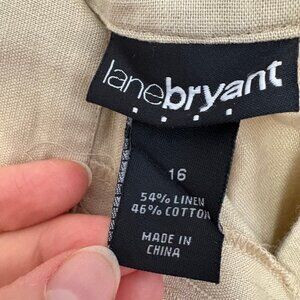 lanebryant
16
54% LINEN
46% COTTON
MADE IN
CHINA